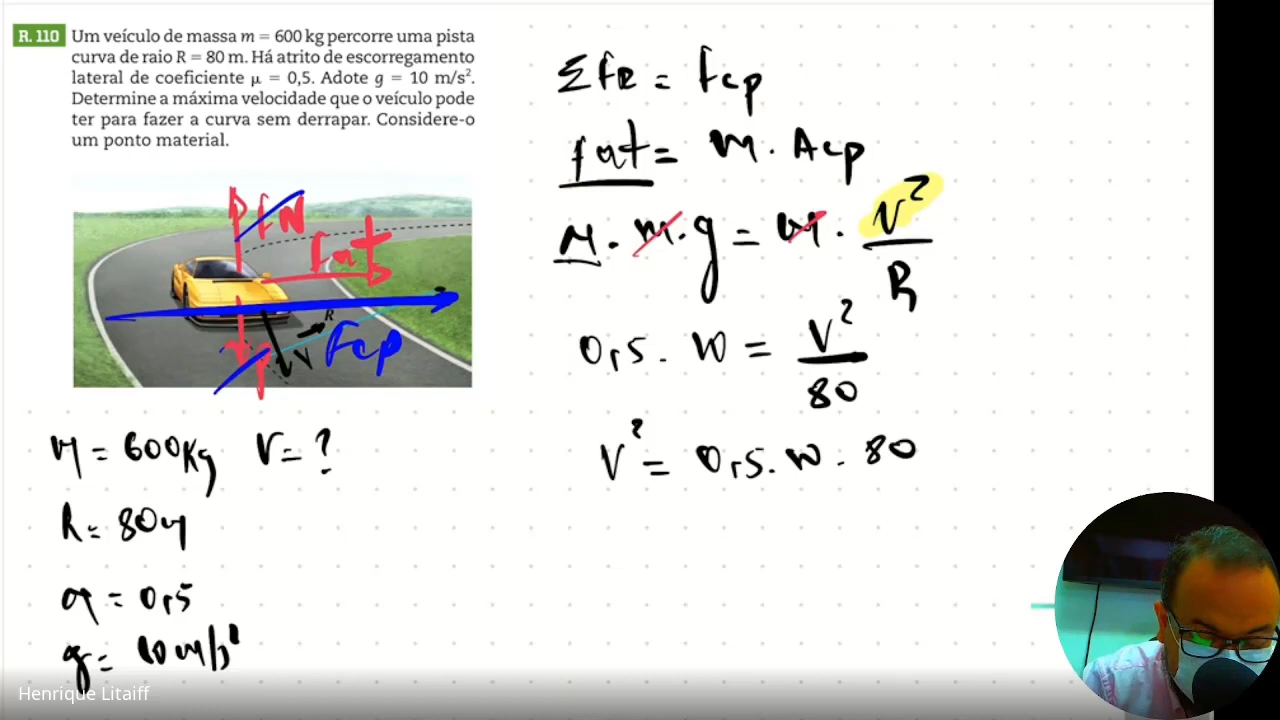 R. 110 Um veículo de massa m = 600 kg percorre uma pista
curva de raio R = 80 m. Há atrito de escorregamento
lateral de coeficiente μ = 0,5. Adote g = 10 m/s².
Determine a máxima velocidade que o veículo pode
ter para fazer a curva sem derrapar. Considere-o
um ponto material.
FN
Fat
R
V
Fcp
P
M = 600Kg V = ?
R = 80m
μ = 0,5
g = 10 m/s²
ΣFR = Fcp
Fat = m . Acp
μ . m . g = m . V²/R
0,5 . 10 = V²/80
V² = 0,5 . 10 . 80
Henrique Litaiff